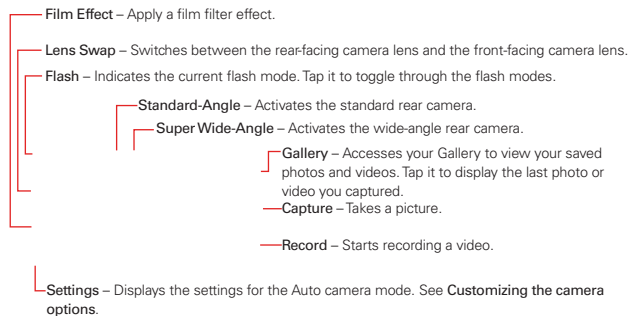 Film Effect – Apply a film filter effect.
Lens Swap – Switches between the rear-facing camera lens and the front-facing camera lens.
Flash – Indicates the current flash mode. Tap it to toggle through the flash modes.
Standard-Angle – Activates the standard rear camera.
Super Wide-Angle – Activates the wide-angle rear camera.
Gallery – Accesses your Gallery to view your saved
photos and videos. Tap it to display the last photo or
video you captured.
Capture – Takes a picture.
Record – Starts recording a video.
Settings – Displays the settings for the Auto camera mode. See Customizing the camera
options.